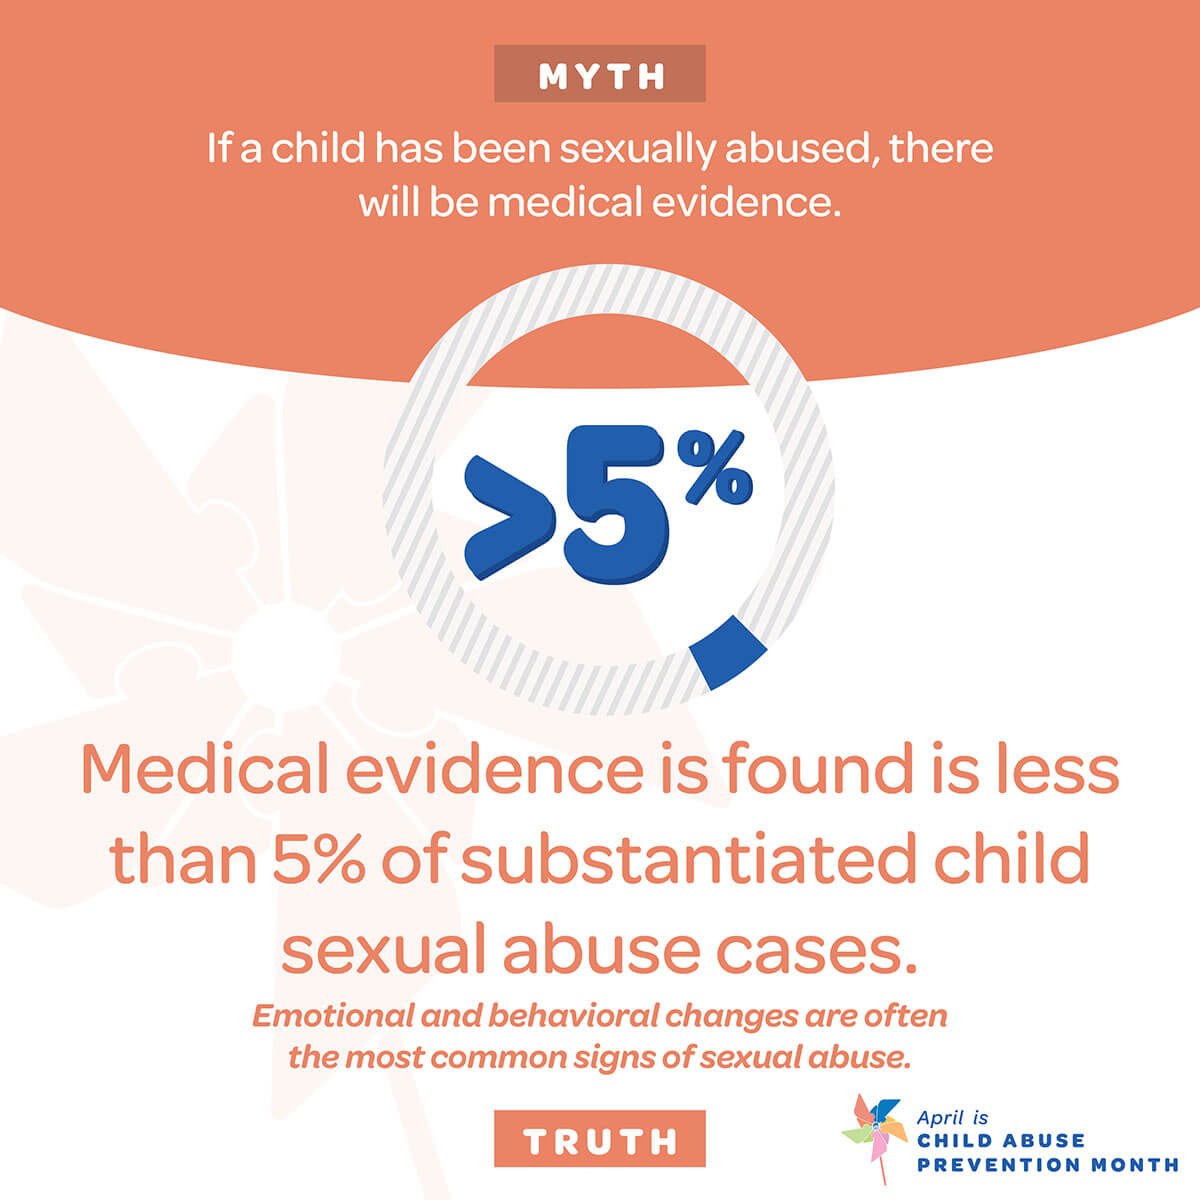 MYTH
If a child has been sexually abused, there
will be medical evidence.
>5%
Medical evidence is found is less
than 5% of substantiated child
sexual abuse cases.
Emotional and behavioral changes are often
the most common signs of sexual abuse.
TRUTH
April is
CHILD ABUSE
PREVENTION MONTH